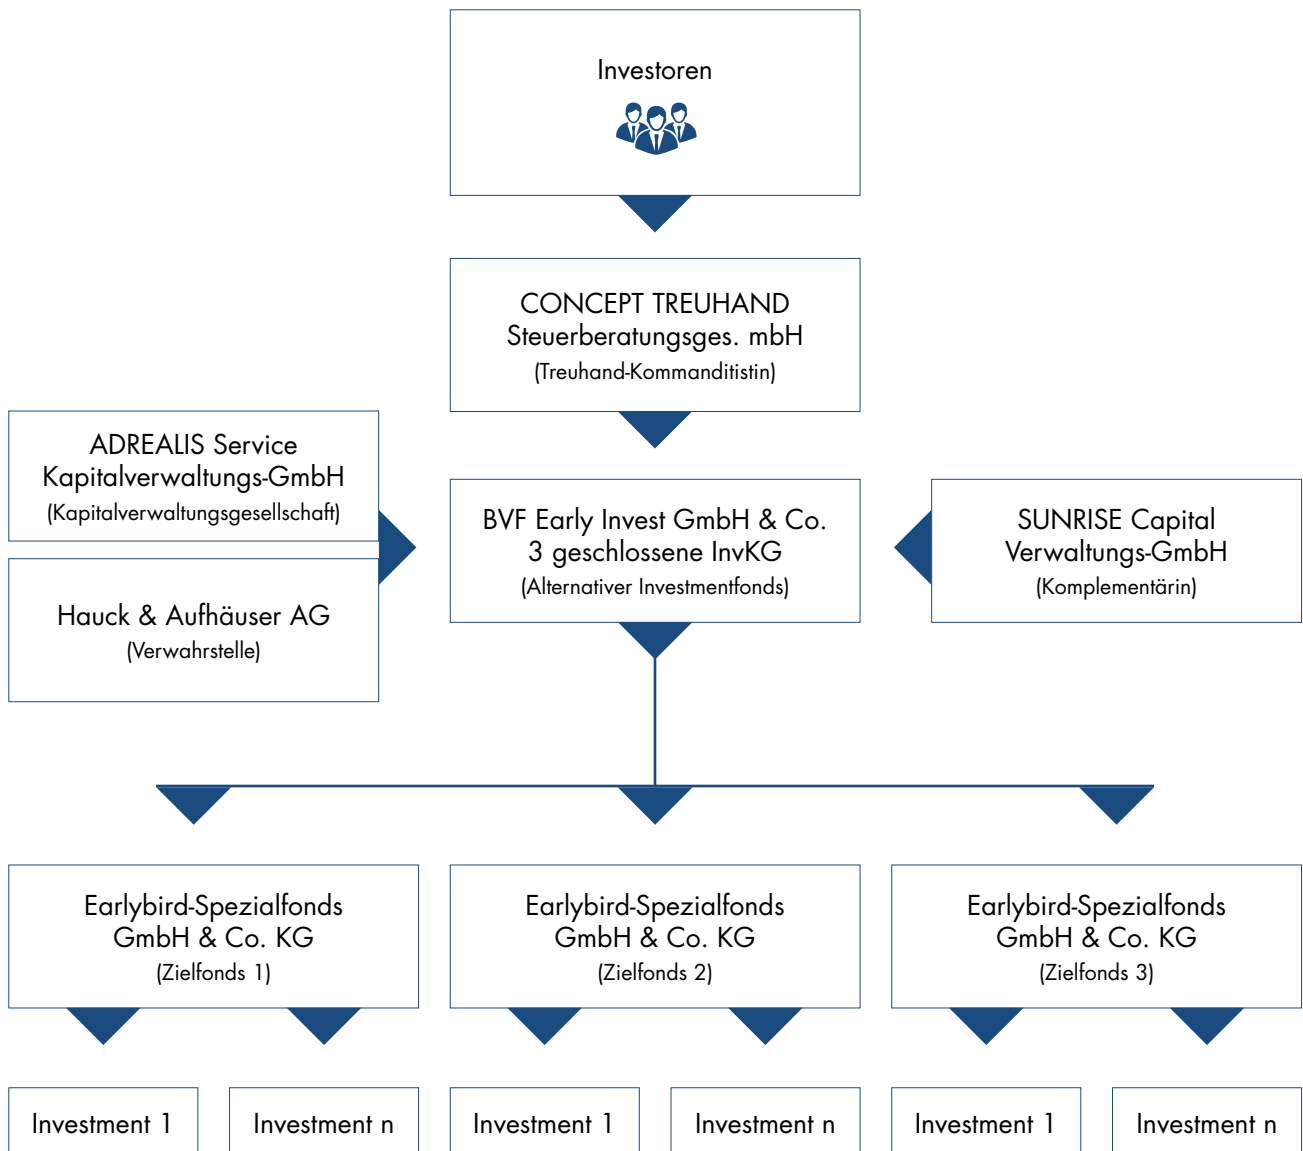 Investoren
CONCEPT TREUHAND
Steuerberatungsges. mbH
(Treuhand-Kommanditistin)
ADREALIS Service
Kapitalverwaltungs-GmbH
(Kapitalverwaltungsgesellschaft)
Hauck & Aufhäuser AG
(Verwahrstelle)
BVF Early Invest GmbH & Co.
3 geschlossene InvKG
(Alternativer Investmentfonds)
SUNRISE Capital
Verwaltungs-GmbH
(Komplementärin)
Earlybird-Spezialfonds
GmbH & Co. KG
(Zielfonds 1)
Earlybird-Spezialfonds
GmbH & Co. KG
(Zielfonds 2)
Earlybird-Spezialfonds
GmbH & Co. KG
(Zielfonds 3)
Investment 1
Investment n
Investment 1
Investment n
Investment 1
Investment n